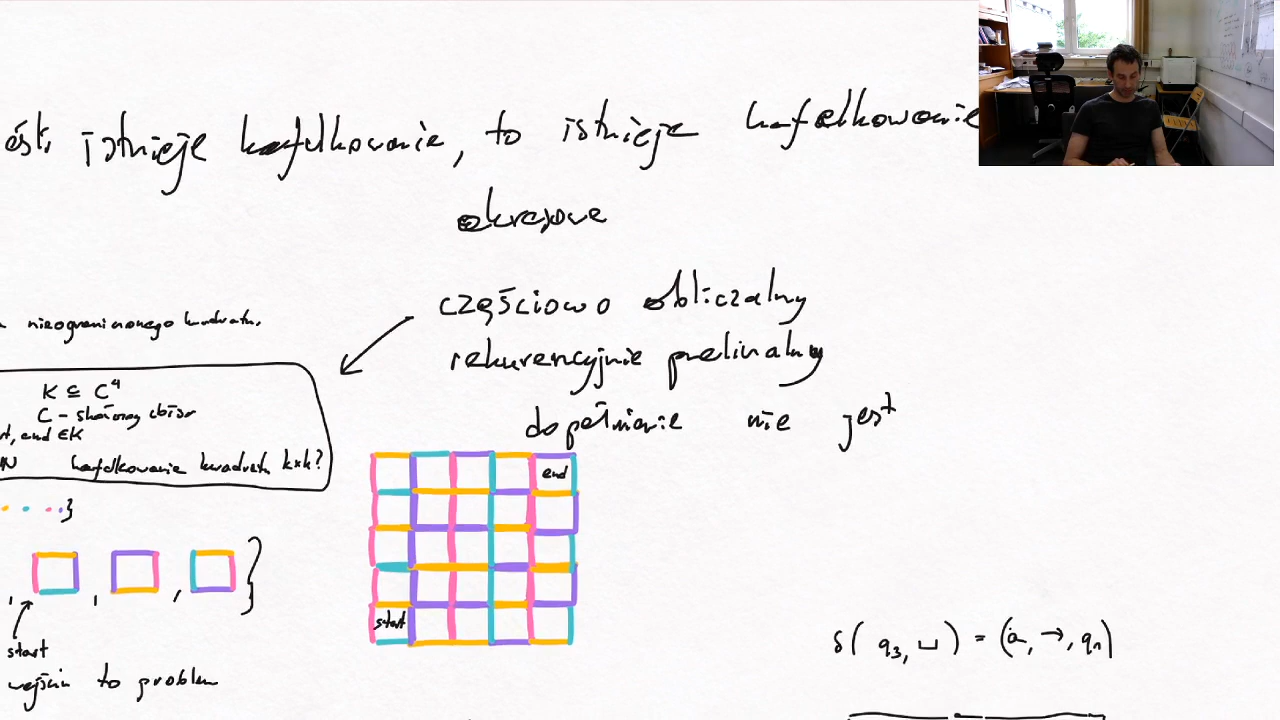 istnieje kafelkowanie, to istnieje kafelkowanie
okresowe
częściowo obliczalny
nieograniczonego kwadratu.
rekurencyjnie przeliczalny
K ⊆ C⁴
C - skończony zbiór
end ∈ K
dopełnienie nie jest
kafelkowanie kwadratu k×k?
end
start
δ( q₃, ⊔ ) = (a, →, q₁)
start
wejściu to problem